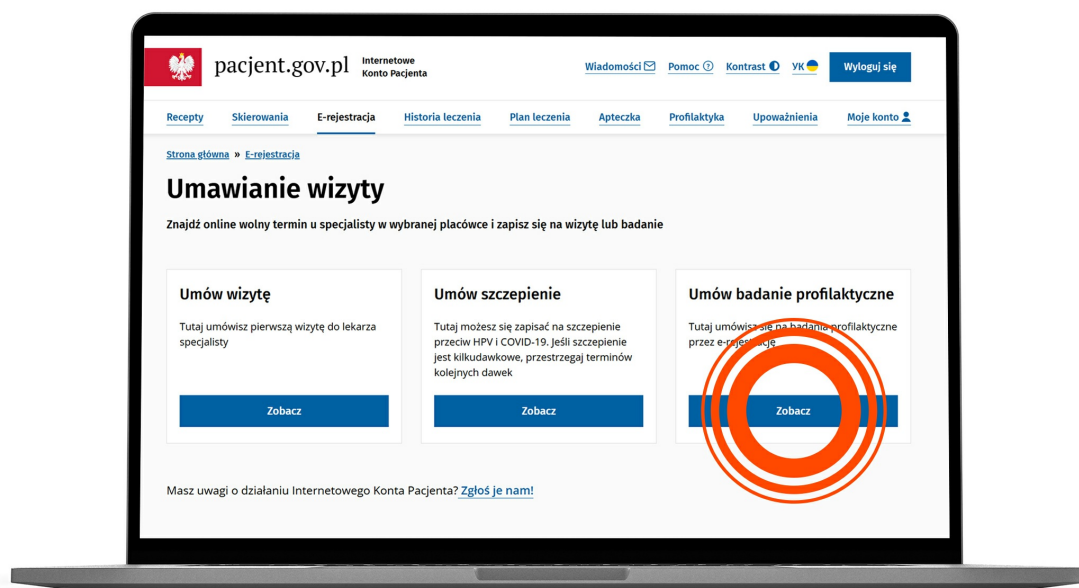 pacjent.gov.pl
Internetowe
Konto Pacjenta
Wiadomości
Pomoc
Kontrast
УК
Wyloguj się
Recepty
Skierowania
E-rejestracja
Historia leczenia
Plan leczenia
Apteczka
Profilaktyka
Upoważnienia
Moje konto
Strona główna » E-rejestracja
Umawianie wizyty
Znajdź online wolny termin u specjalisty w wybranej placówce i zapisz się na wizytę lub badanie
Umów wizytę
Tutaj umówisz pierwszą wizytę do lekarza
specjalisty
Zobacz
Umów szczepienie
Tutaj możesz się zapisać na szczepienie
przeciw HPV i COVID-19. Jeśli szczepienie
jest kilkudawkowe, przestrzegaj terminów
kolejnych dawek
Zobacz
Umów badanie profilaktyczne
Tutaj umówisz się na badania profilaktyczne
przez e-rejestrację
Zobacz
Masz uwagi o działaniu Internetowego Konta Pacjenta? Zgłoś je nam!